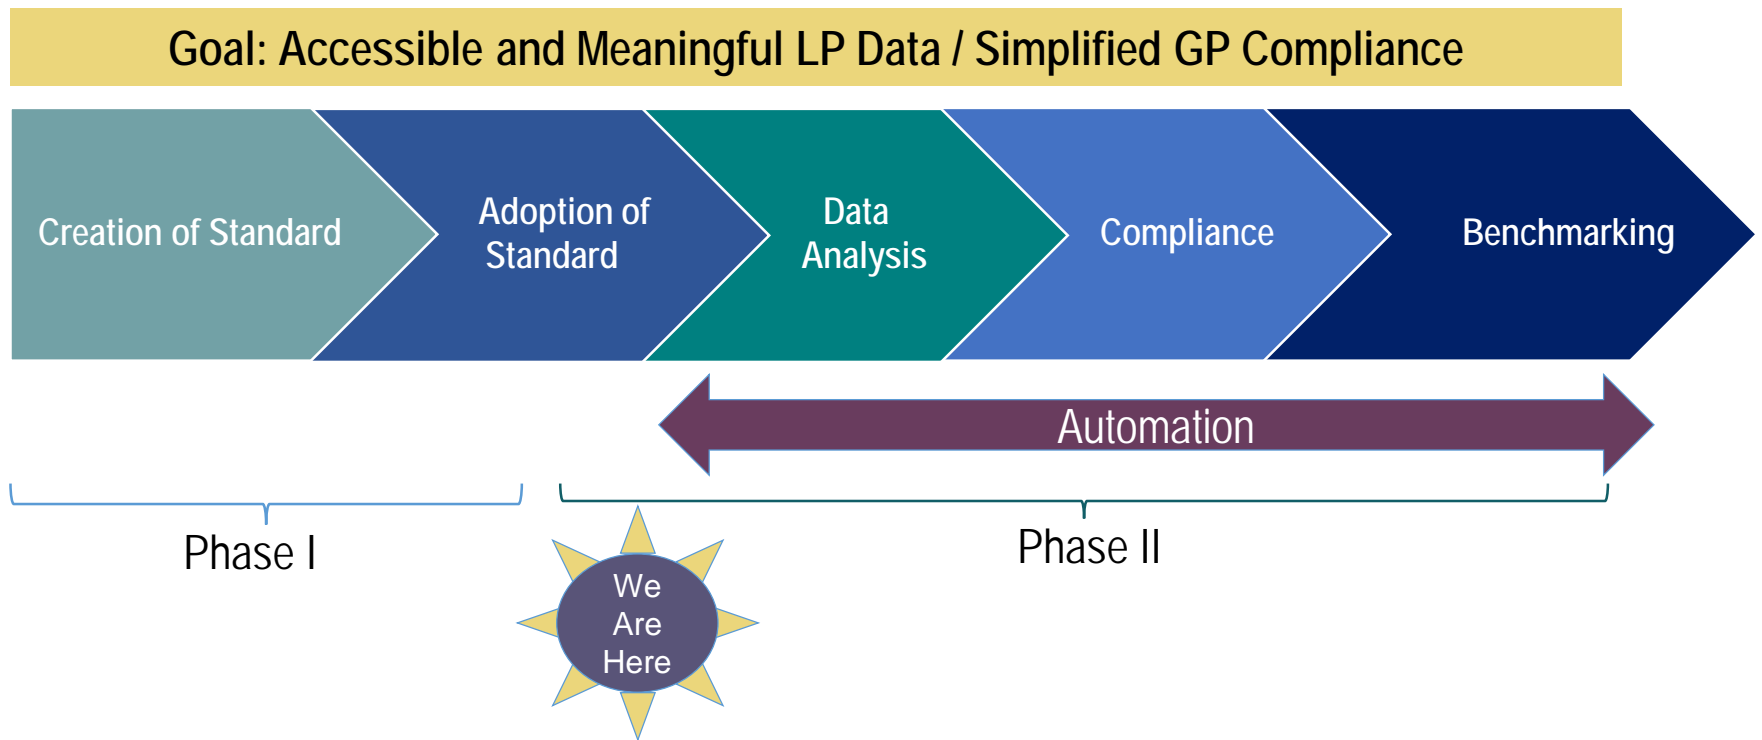 Goal: Accessible and Meaningful LP Data / Simplified GP Compliance
Creation of Standard
Adoption of
Standard
Data
Analysis
Compliance
Benchmarking
Automation
Phase I
Phase II
We
Are
Here